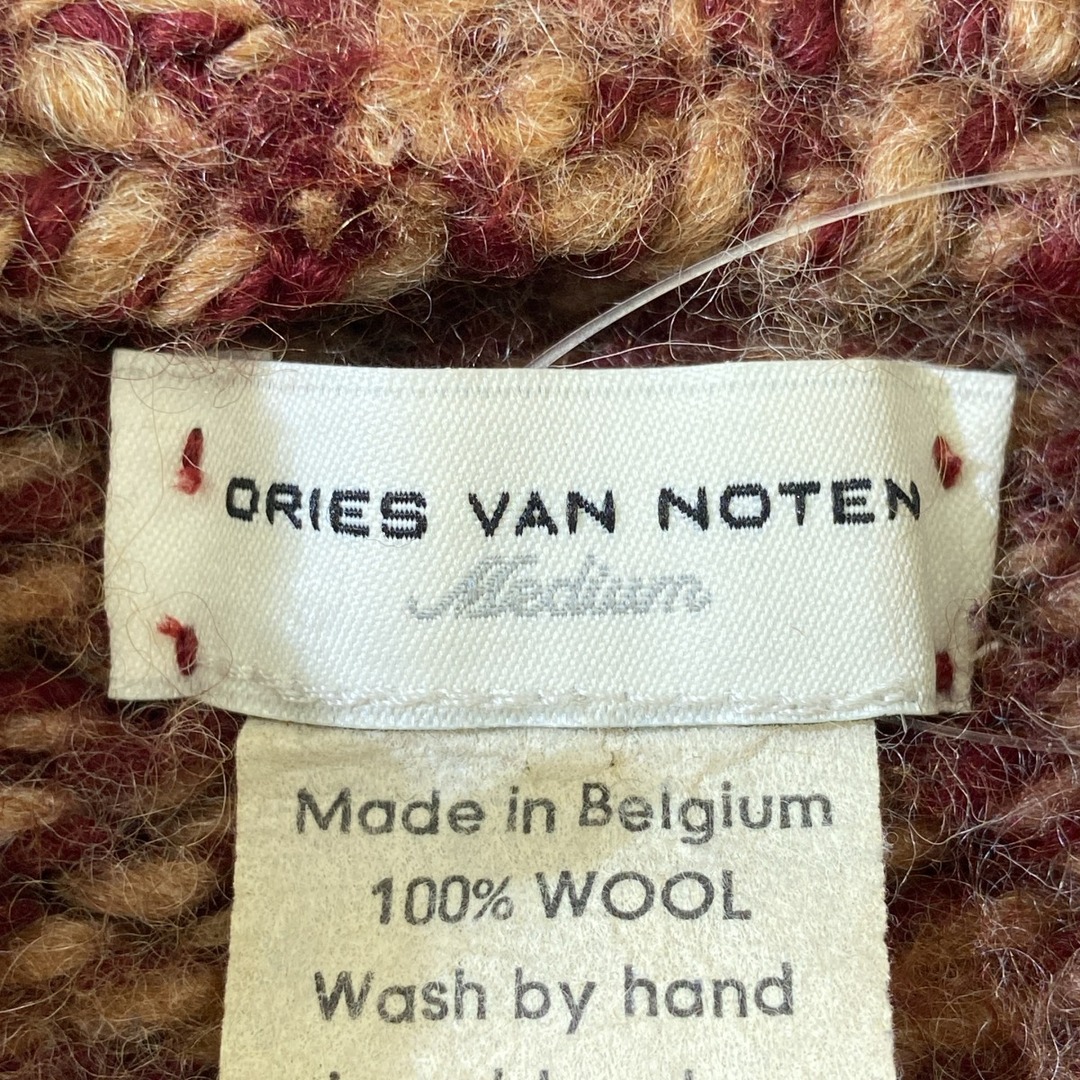 DRIES VAN NOTEN
Medium
Made in Belgium
100% WOOL
Wash by hand